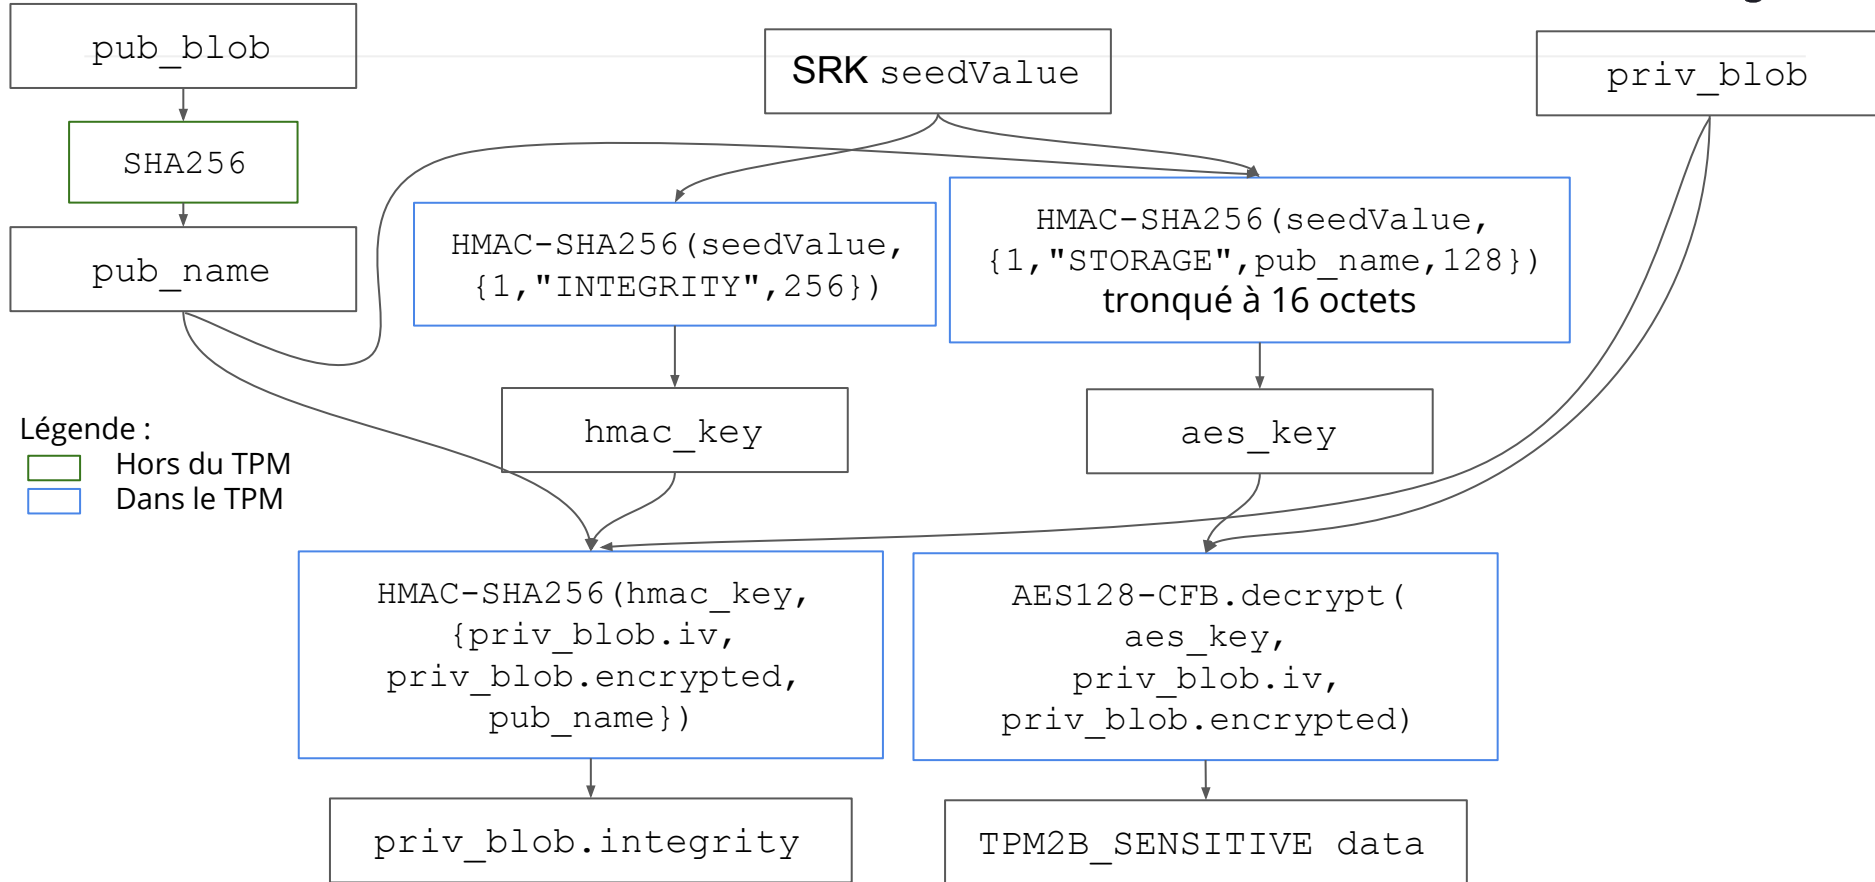 pub_blob
SRK seedValue
priv_blob
SHA256
pub_name
HMAC-SHA256(seedValue,
{1,"INTEGRITY",256})
HMAC-SHA256(seedValue,
{1,"STORAGE",pub_name,128})
tronqué à 16 octets
hmac_key
aes_key
Légende :
Hors du TPM
Dans le TPM
HMAC-SHA256(hmac_key,
{priv_blob.iv,
priv_blob.encrypted,
pub_name})
AES128-CFB.decrypt(
aes_key,
priv_blob.iv,
priv_blob.encrypted)
priv_blob.integrity
TPM2B_SENSITIVE data